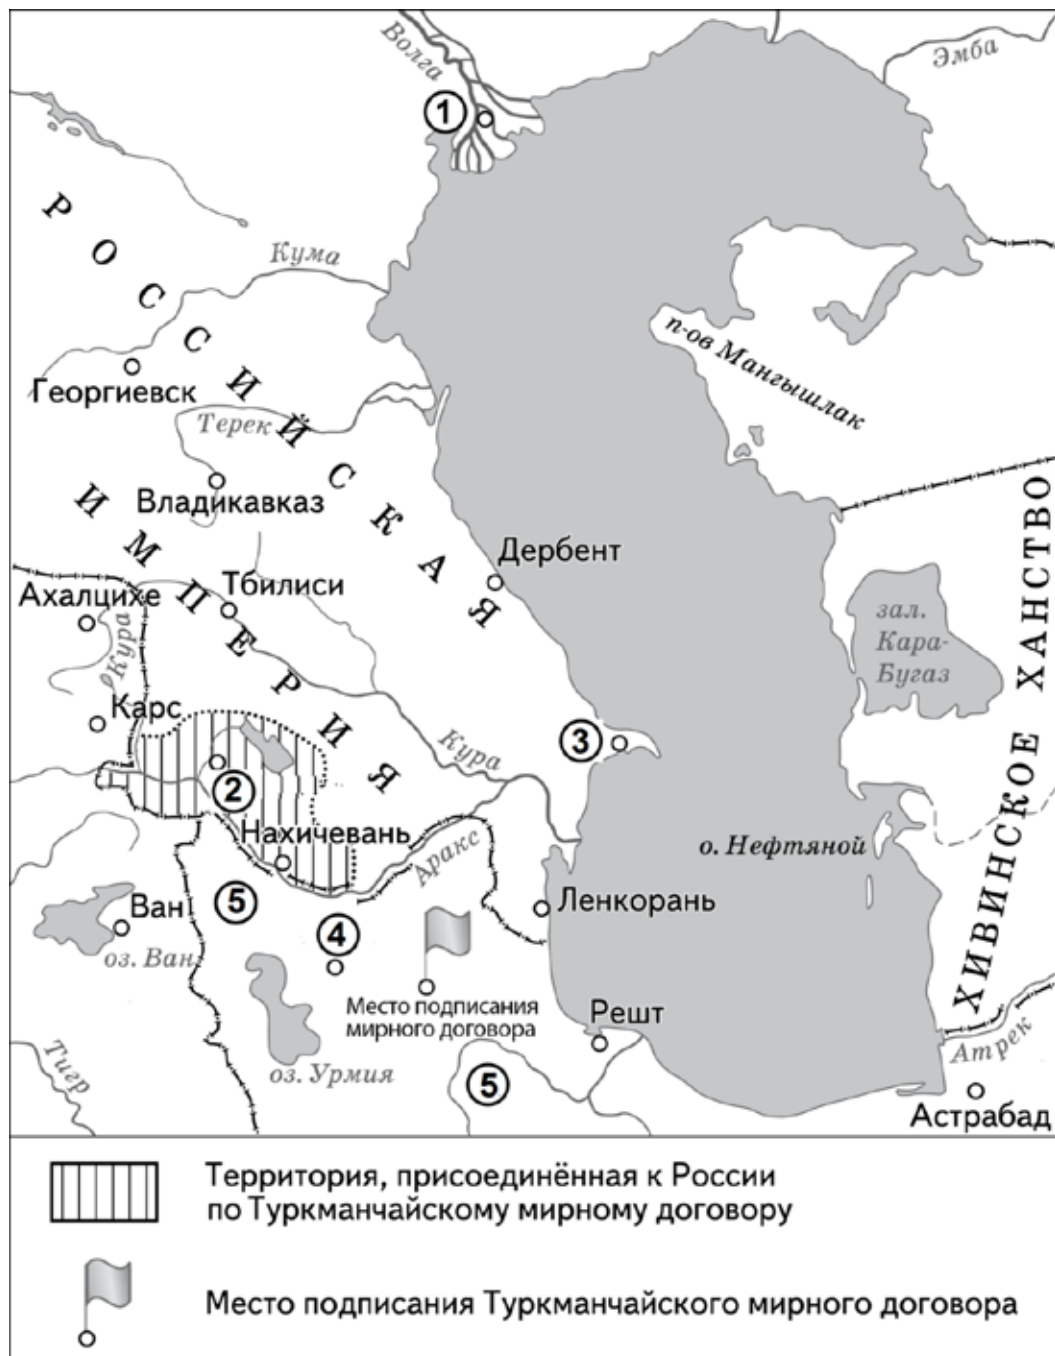 Волга
Эмба
1
РОССИЙСКАЯ
ИМПЕРИЯ
Кума
Георгиевск
п-ов Мангышлак
Терек
Владикавказ
Дербент
ХИВИНСКОЕ ХАНСТВО
Ахалцихе
Тбилиси
Кура
зал.
Кара-
Бугаз
Карс
3
Кура
2
Нахичевань
Аракс
о. Нефтяной
5
Ван
оз. Ван
4
Ленкорань
Место подписания
мирного договора
Решт
Тигр
оз. Урмия
5
Атрек
Астрабад
Территория, присоединённая к России
по Туркманчайскому мирному договору
Место подписания Туркманчайского мирного договора